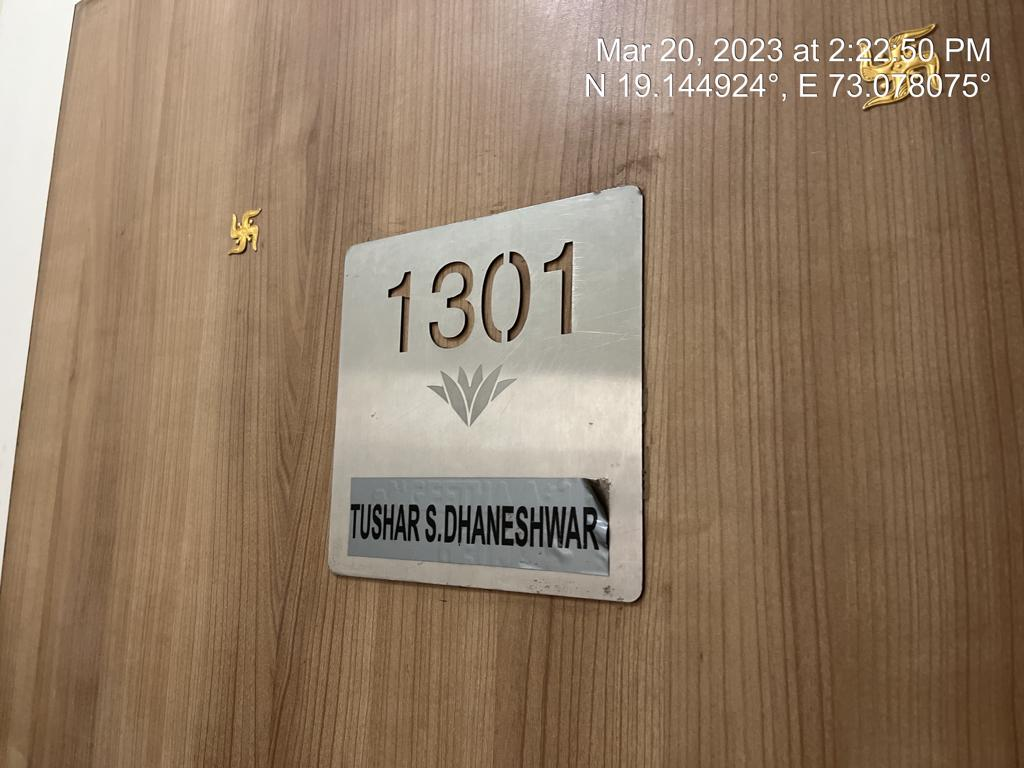 Mar 20, 2023 at 2:22:50 PM
N 19.144924°, E 73.078075°
1301
TUSHAR S.DHANESHWAR